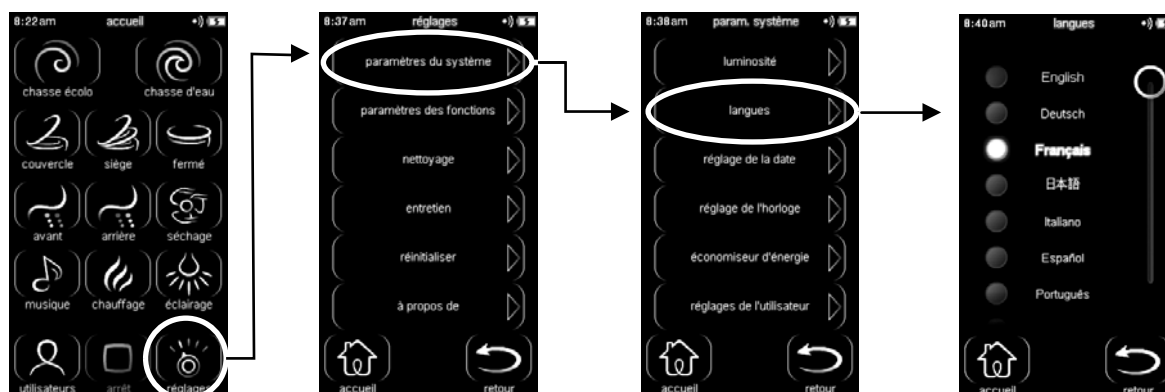 8:22am accueil
chasse écolo chasse d'eau
couvercle siège fermé
avant arrière séchage
musique chauffage éclairage
utilisateurs arrêt réglages
8:37am réglages
paramètres du système
paramètres des fonctions
nettoyage
entretien
réinitialiser
à propos de
accueil retour
8:38am param. système
luminosité
langues
réglage de la date
réglage de l'horloge
économiseur d'énergie
réglages de l'utilisateur
accueil retour
8:40am langues
English
Deutsch
Français
日本語
Italiano
Español
Português
accueil retour